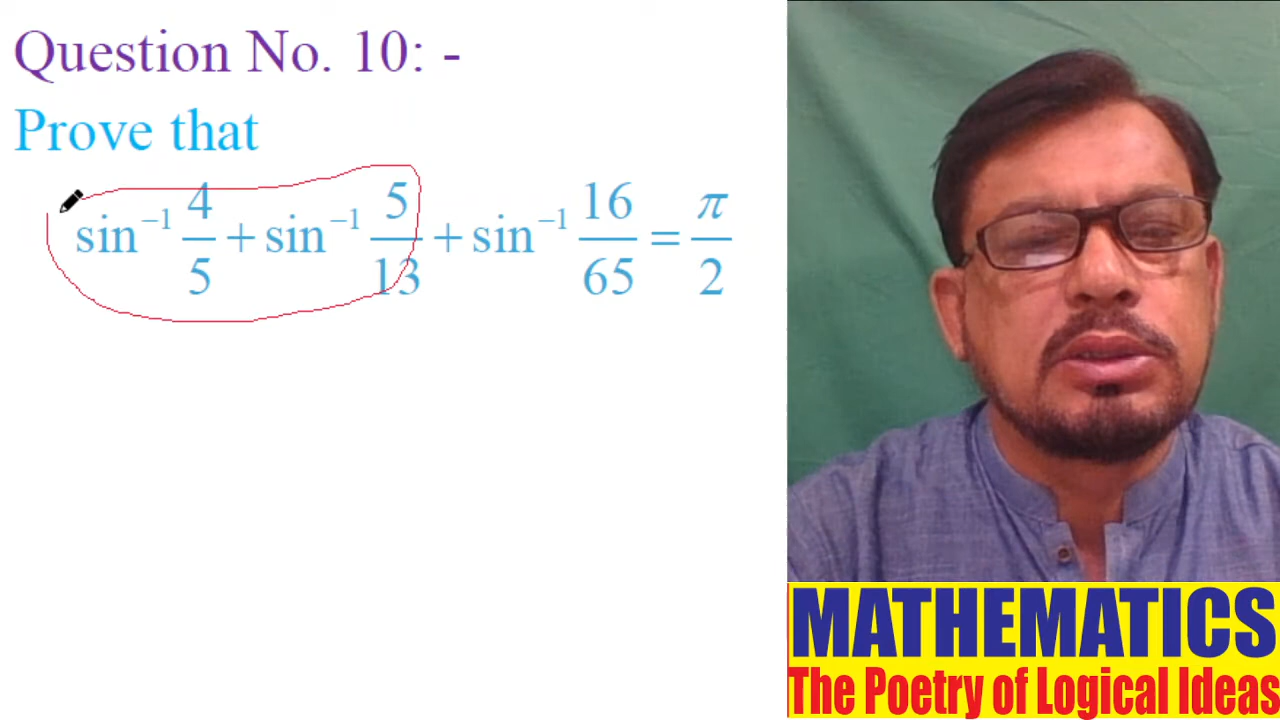 Question No. 10: -
Prove that
sin⁻¹ 4/5 + sin⁻¹ 5/13 + sin⁻¹ 16/65 = π/2
MATHEMATICS
The Poetry of Logical Ideas